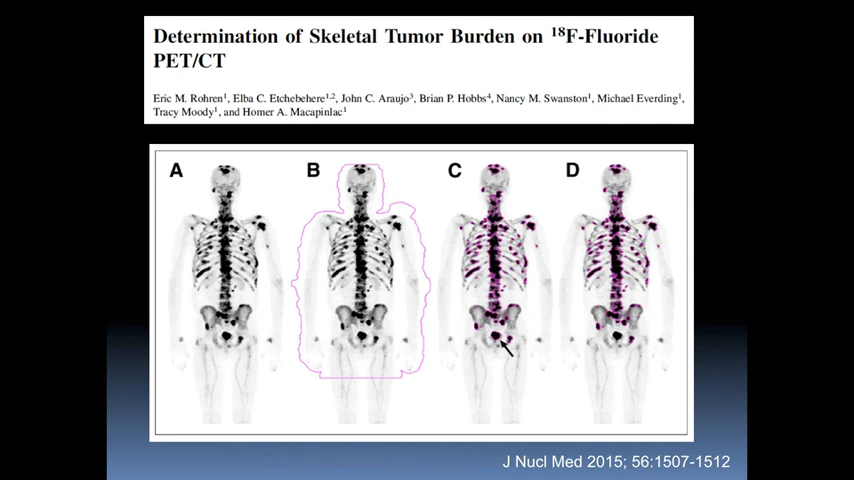 Determination of Skeletal Tumor Burden on ¹⁸F-Fluoride
PET/CT
Eric M. Rohren¹, Elba C. Etchebehere¹,², John C. Araujo³, Brian P. Hobbs⁴, Nancy M. Swanston¹, Michael Everding¹,
Tracy Moody¹, and Homer A. Macapinlac¹
A B C D
J Nucl Med 2015; 56:1507-1512